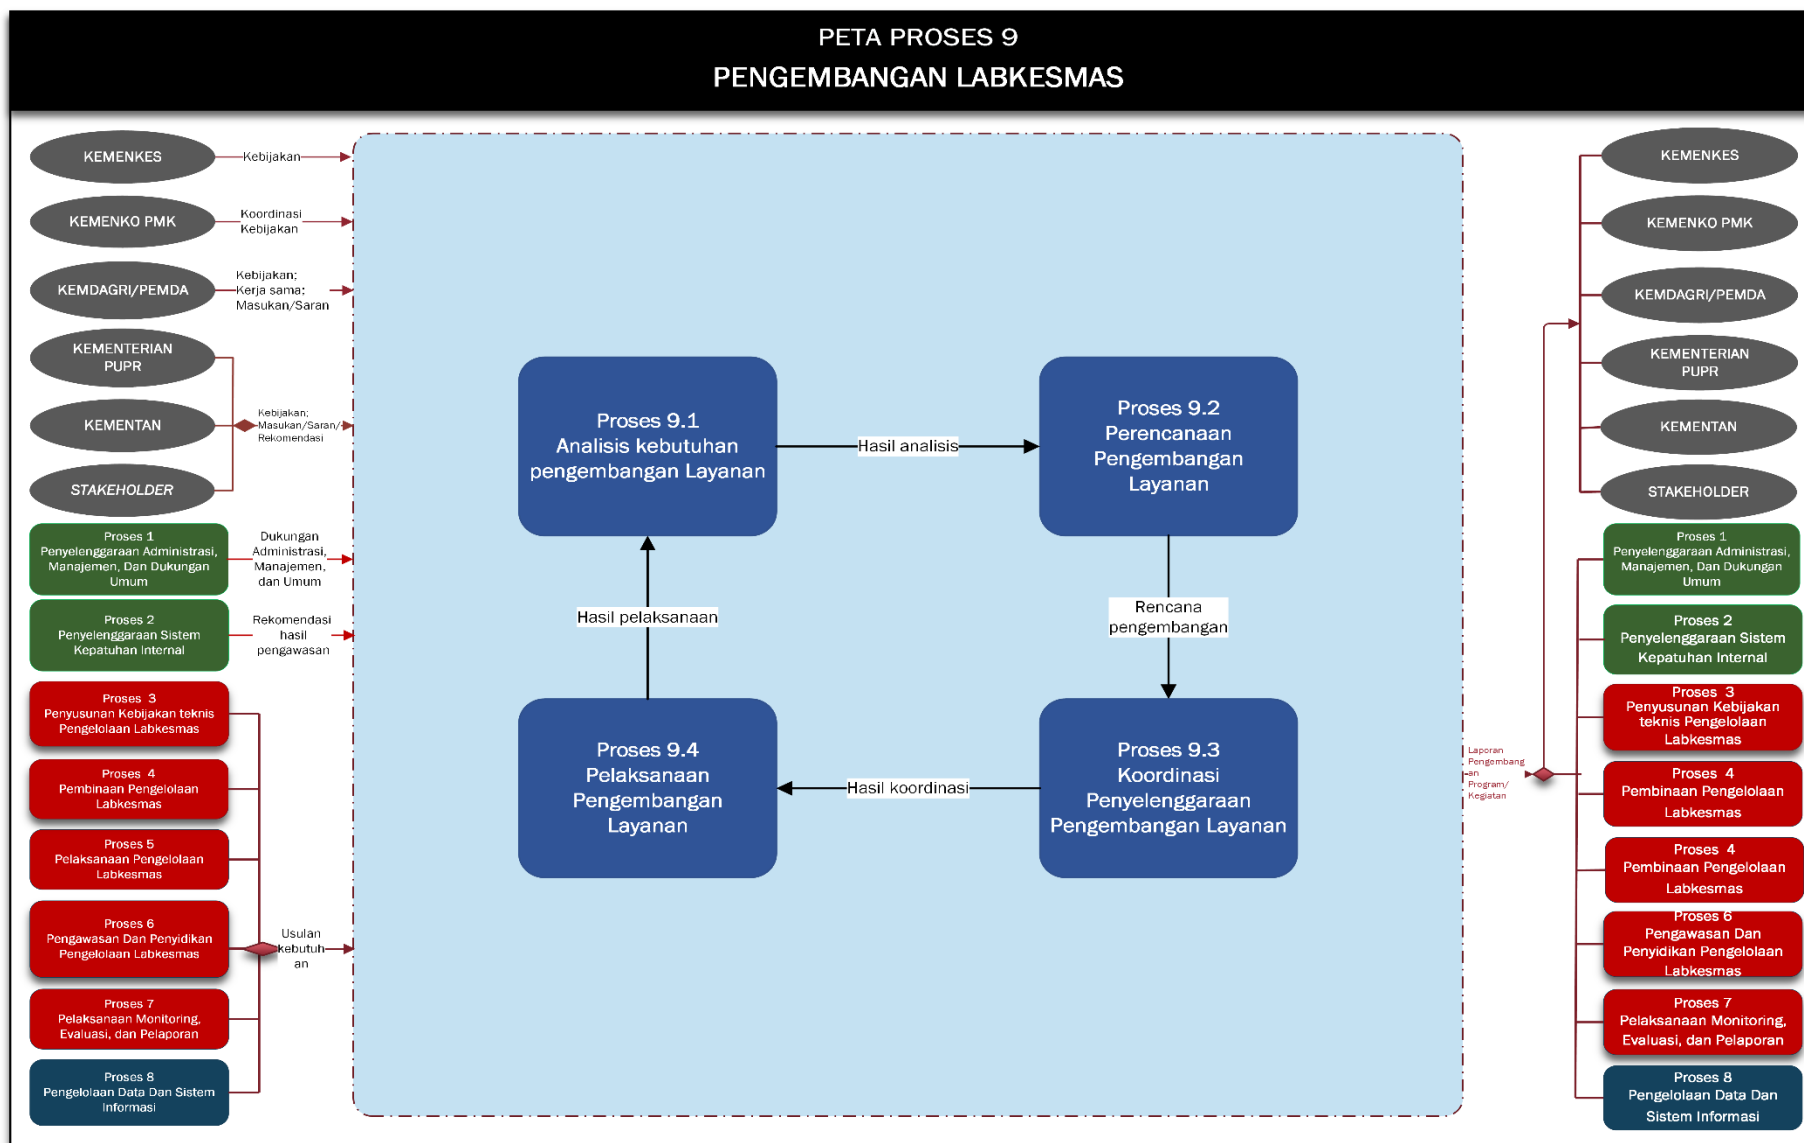 PETA PROSES 9
PENGEMBANGAN LABKESMAS
KEMENKES
Kebijakan
KEMENKO PMK
Koordinasi
Kebijakan
KEMDAGRI/PEMDA
Kebijakan;
Kerja sama;
Masukan/Saran
KEMENTERIAN
PUPR
KEMENTAN
STAKEHOLDER
Kebijakan;
Masukan/Saran/
Rekomendasi
Proses 1
Penyelenggaraan Administrasi,
Manajemen, Dan Dukungan
Umum
Dukungan
Administrasi,
Manajemen,
dan Umum
Proses 2
Penyelenggaraan Sistem
Kepatuhan Internal
Rekomendasi
hasil
pengawasan
Proses 3
Penyusunan Kebijakan teknis
Pengelolaan Labkesmas
Proses 4
Pembinaan Pengelolaan
Labkesmas
Proses 5
Pelaksanaan Pengelolaan
Labkesmas
Proses 6
Pengawasan Dan Penyidikan
Pengelolaan Labkesmas
Proses 7
Pelaksanaan Monitoring,
Evaluasi, dan Pelaporan
Proses 8
Pengelolaan Data Dan Sistem
Informasi
Usulan
kebutuh
an
Proses 9.1
Analisis kebutuhan
pengembangan Layanan
Hasil analisis
Proses 9.2
Perencanaan
Pengembangan
Layanan
Rencana
pengembangan
Proses 9.3
Koordinasi
Penyelenggaraan
Pengembangan Layanan
Hasil koordinasi
Proses 9.4
Pelaksanaan
Pengembangan
Layanan
Hasil pelaksanaan
Laporan
Pengembang
an
Program/
Kegiatan
KEMENKES
KEMENKO PMK
KEMDAGRI/PEMDA
KEMENTERIAN
PUPR
KEMENTAN
STAKEHOLDER
Proses 1
Penyelenggaraan Administrasi,
Manajemen, Dan Dukungan
Umum
Proses 2
Penyelenggaraan Sistem
Kepatuhan Internal
Proses 3
Penyusunan Kebijakan
teknis Pengelolaan
Labkesmas
Proses 4
Pembinaan Pengelolaan
Labkesmas
Proses 4
Pembinaan Pengelolaan
Labkesmas
Proses 6
Pengawasan Dan
Penyidikan Pengelolaan
Labkesmas
Proses 7
Pelaksanaan Monitoring,
Evaluasi, dan Pelaporan
Proses 8
Pengelolaan Data Dan
Sistem Informasi